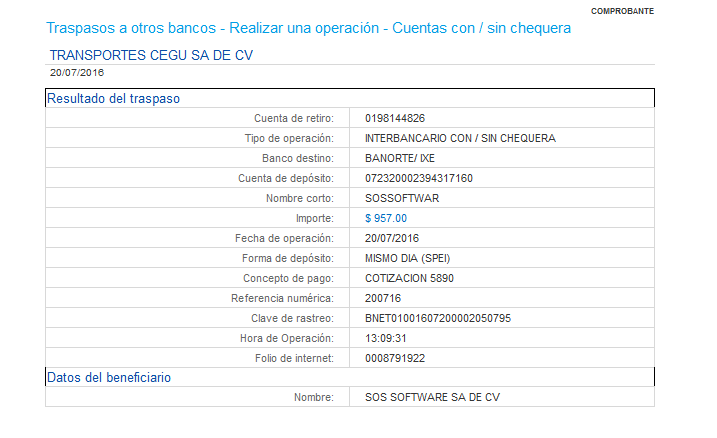 COMPROBANTE
Traspasos a otros bancos - Realizar una operación - Cuentas con / sin chequera
TRANSPORTES CEGU SA DE CV
20/07/2016
Resultado del traspaso
Cuenta de retiro: 0198144826
Tipo de operación: INTERBANCARIO CON / SIN CHEQUERA
Banco destino: BANORTE/ IXE
Cuenta de depósito: 072320002394317160
Nombre corto: SOSSOFTWAR
Importe: $ 957.00
Fecha de operación: 20/07/2016
Forma de depósito: MISMO DIA (SPEI)
Concepto de pago: COTIZACION 5890
Referencia numérica: 200716
Clave de rastreo: BNET01001607200002050795
Hora de Operación: 13:09:31
Folio de internet: 0008791922
Datos del beneficiario
Nombre: SOS SOFTWARE SA DE CV